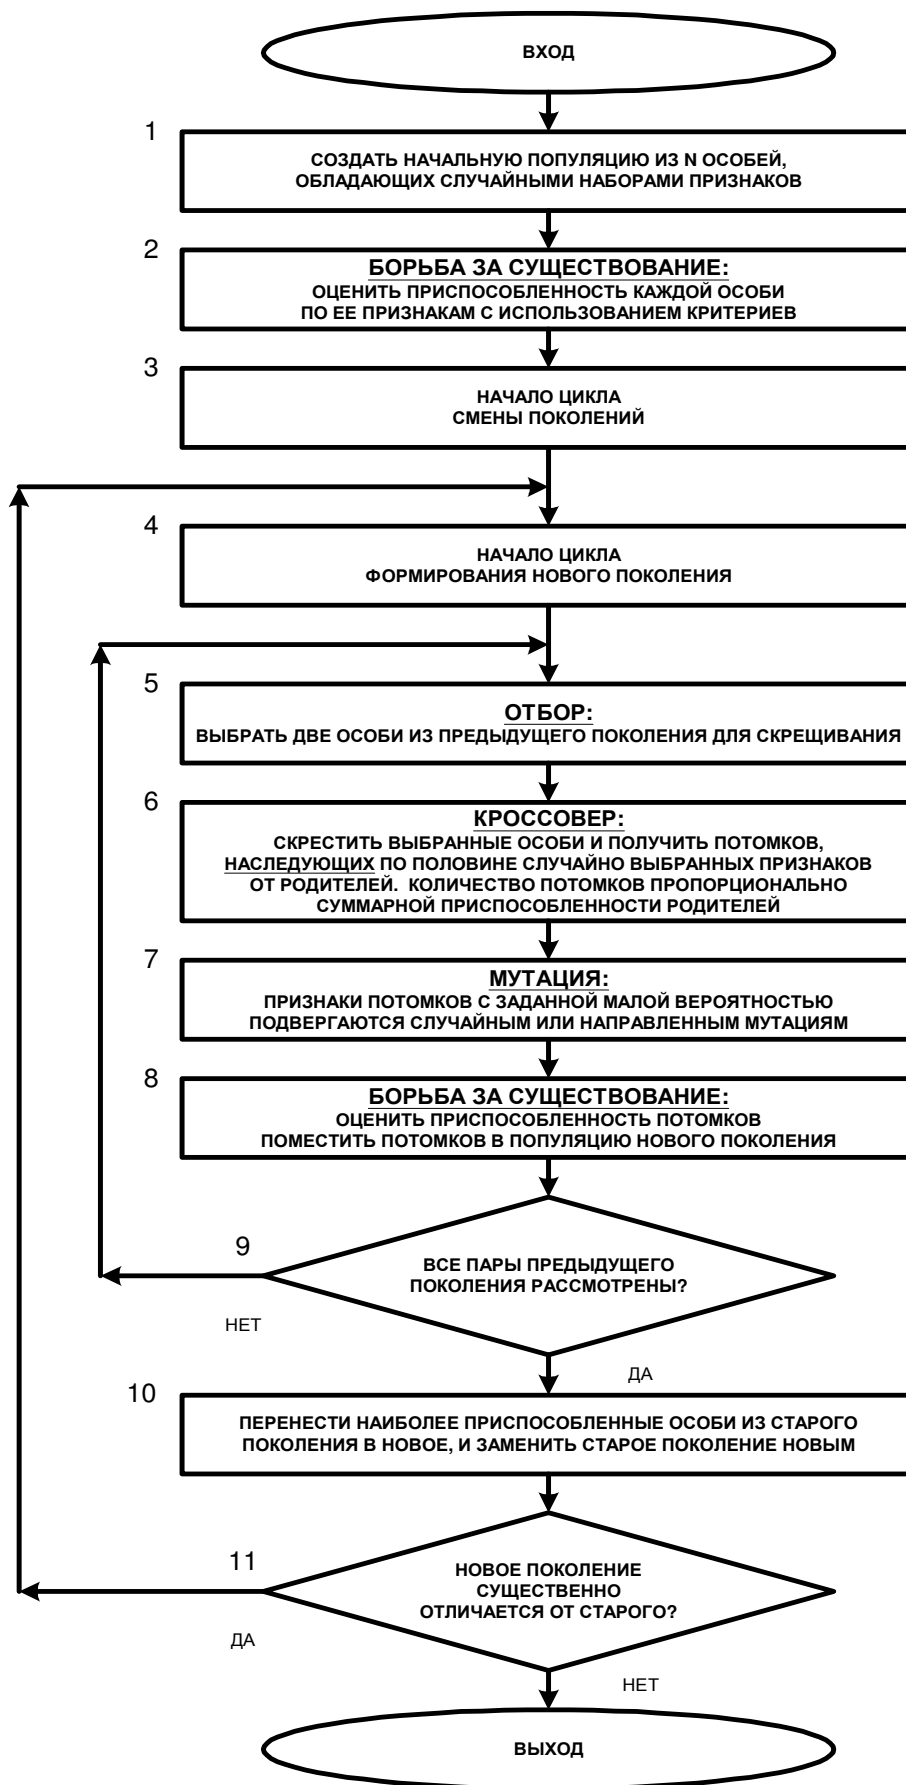 ВХОД
1
СОЗДАТЬ НАЧАЛЬНУЮ ПОПУЛЯЦИЮ ИЗ N ОСОБЕЙ,
ОБЛАДАЮЩИХ СЛУЧАЙНЫМИ НАБОРАМИ ПРИЗНАКОВ
2
БОРЬБА ЗА СУЩЕСТВОВАНИЕ:
ОЦЕНИТЬ ПРИСПОСОБЛЕННОСТЬ КАЖДОЙ ОСОБИ
ПО ЕЕ ПРИЗНАКАМ С ИСПОЛЬЗОВАНИЕМ КРИТЕРИЕВ
3
НАЧАЛО ЦИКЛА
СМЕНЫ ПОКОЛЕНИЙ
4
НАЧАЛО ЦИКЛА
ФОРМИРОВАНИЯ НОВОГО ПОКОЛЕНИЯ
5
ОТБОР:
ВЫБРАТЬ ДВЕ ОСОБИ ИЗ ПРЕДЫДУЩЕГО ПОКОЛЕНИЯ ДЛЯ СКРЕЩИВАНИЯ
6
КРОССОВЕР:
СКРЕСТИТЬ ВЫБРАННЫЕ ОСОБИ И ПОЛУЧИТЬ ПОТОМКОВ,
НАСЛЕДУЮЩИХ ПО ПОЛОВИНЕ СЛУЧАЙНО ВЫБРАННЫХ ПРИЗНАКОВ
ОТ РОДИТЕЛЕЙ. КОЛИЧЕСТВО ПОТОМКОВ ПРОПОРЦИОНАЛЬНО
СУММАРНОЙ ПРИСПОСОБЛЕННОСТИ РОДИТЕЛЕЙ
7
МУТАЦИЯ:
ПРИЗНАКИ ПОТОМКОВ С ЗАДАННОЙ МАЛОЙ ВЕРОЯТНОСТЬЮ
ПОДВЕРГАЮТСЯ СЛУЧАЙНЫМ ИЛИ НАПРАВЛЕННЫМ МУТАЦИЯМ
8
БОРЬБА ЗА СУЩЕСТВОВАНИЕ:
ОЦЕНИТЬ ПРИСПОСОБЛЕННОСТЬ ПОТОМКОВ
ПОМЕСТИТЬ ПОТОМКОВ В ПОПУЛЯЦИЮ НОВОГО ПОКОЛЕНИЯ
9
ВСЕ ПАРЫ ПРЕДЫДУЩЕГО
ПОКОЛЕНИЯ РАССМОТРЕНЫ?
НЕТ
ДА
10
ПЕРЕНЕСТИ НАИБОЛЕЕ ПРИСПОСОБЛЕННЫЕ ОСОБИ ИЗ СТАРОГО
ПОКОЛЕНИЯ В НОВОЕ, И ЗАМЕНИТЬ СТАРОЕ ПОКОЛЕНИЕ НОВЫМ
11
НОВОЕ ПОКОЛЕНИЕ
СУЩЕСТВЕННО
ОТЛИЧАЕТСЯ ОТ СТАРОГО?
ДА
НЕТ
ВЫХОД